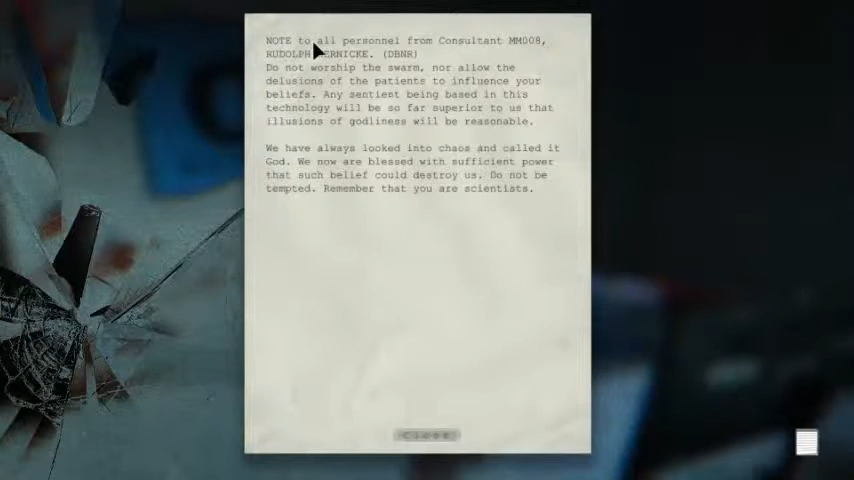 NOTE to all personnel from Consultant MM008,
RUDOLPH ERNICKE. (DBNR)
Do not worship the swarm, nor allow the
delusions of the patients to influence your
beliefs. Any sentient being based in this
technology will be so far superior to us that
illusions of godliness will be reasonable.
We have always looked into chaos and called it
God. We now are blessed with sufficient power
that such belief could destroy us. Do not be
tempted. Remember that you are scientists.
Close